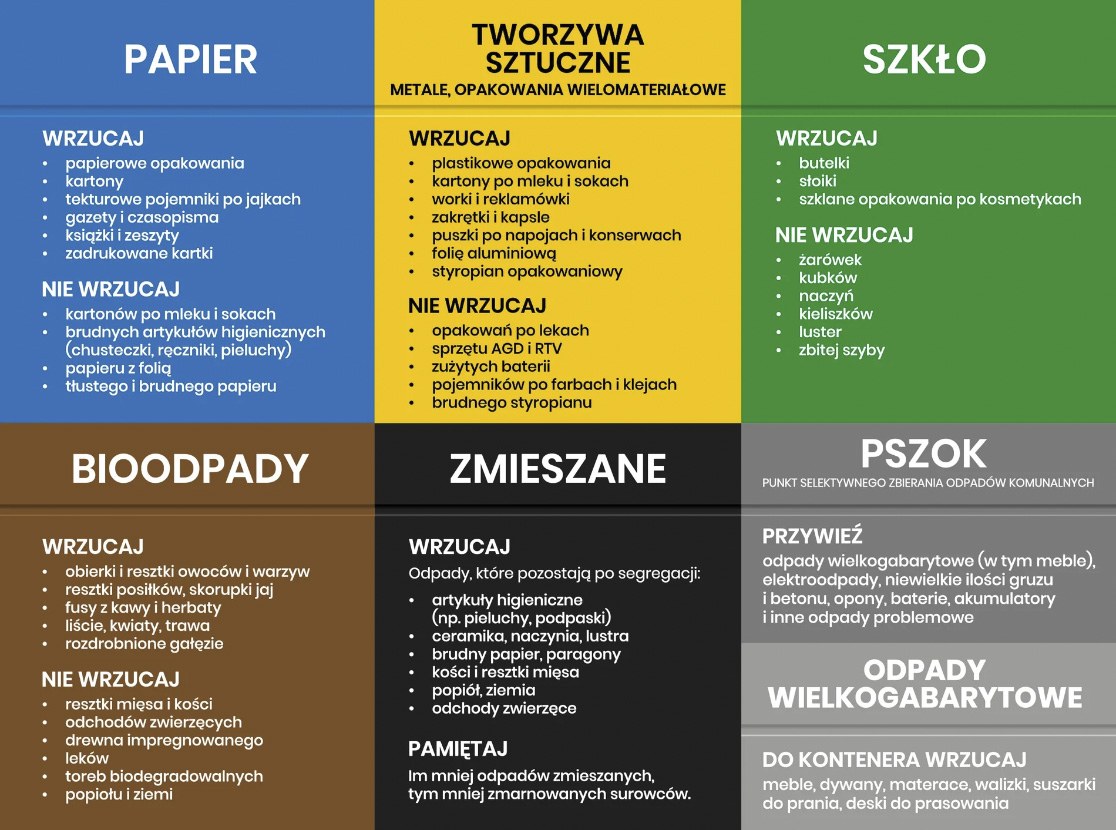 PAPIER
WRZUCAJ
• papierowe opakowania
• kartony
• tekturowe pojemniki po jajkach
• gazety i czasopisma
• książki i zeszyty
• zadrukowane kartki
NIE WRZUCAJ
• kartonów po mleku i sokach
• brudnych artykułów higienicznych
(chusteczki, ręczniki, pieluchy)
• papieru z folią
• tłustego i brudnego papieru
TWORZYWA
SZTUCZNE
METALE, OPAKOWANIA WIELOMATERIAŁOWE
WRZUCAJ
• plastikowe opakowania
• kartony po mleku i sokach
• worki i reklamówki
• zakrętki i kapsle
• puszki po napojach i konserwach
• folię aluminiową
• styropian opakowaniowy
NIE WRZUCAJ
• opakowań po lekach
• sprzętu AGD i RTV
• zużytych baterii
• pojemników po farbach i klejach
• brudnego styropianu
SZKŁO
WRZUCAJ
• butelki
• słoiki
• szklane opakowania po kosmetykach
NIE WRZUCAJ
• żarówek
• kubków
• naczyń
• kieliszków
• luster
• zbitej szyby
BIOODPADY
WRZUCAJ
• obierki i resztki owoców i warzyw
• resztki posiłków, skorupki jaj
• fusy z kawy i herbaty
• liście, kwiaty, trawa
• rozdrobnione gałęzie
NIE WRZUCAJ
• resztki mięsa i kości
• odchodów zwierzęcych
• drewna impregnowanego
• leków
• toreb biodegradowalnych
• popiołu i ziemi
ZMIESZANE
WRZUCAJ
Odpady, które pozostają po segregacji:
• artykuły higieniczne
(np. pieluchy, podpaski)
• ceramika, naczynia, lustra
• brudny papier, paragony
• kości i resztki mięsa
• popiół, ziemia
• odchody zwierzęce
PAMIĘTAJ
Im mniej odpadów zmieszanych,
tym mniej zmarnowanych surowców.
PSZOK
PUNKT SELEKTYWNEGO ZBIERANIA ODPADÓW KOMUNALNYCH
PRZYWIEŹ
odpady wielkogabarytowe (w tym meble),
elektroodpady, niewielkie ilości gruzu
i betonu, opony, baterie, akumulatory
i inne odpady problemowe
ODPADY
WIELKOGABARYTOWE
DO KONTENERA WRZUCAJ
meble, dywany, materace, walizki, suszarki
do prania, deski do prasowania